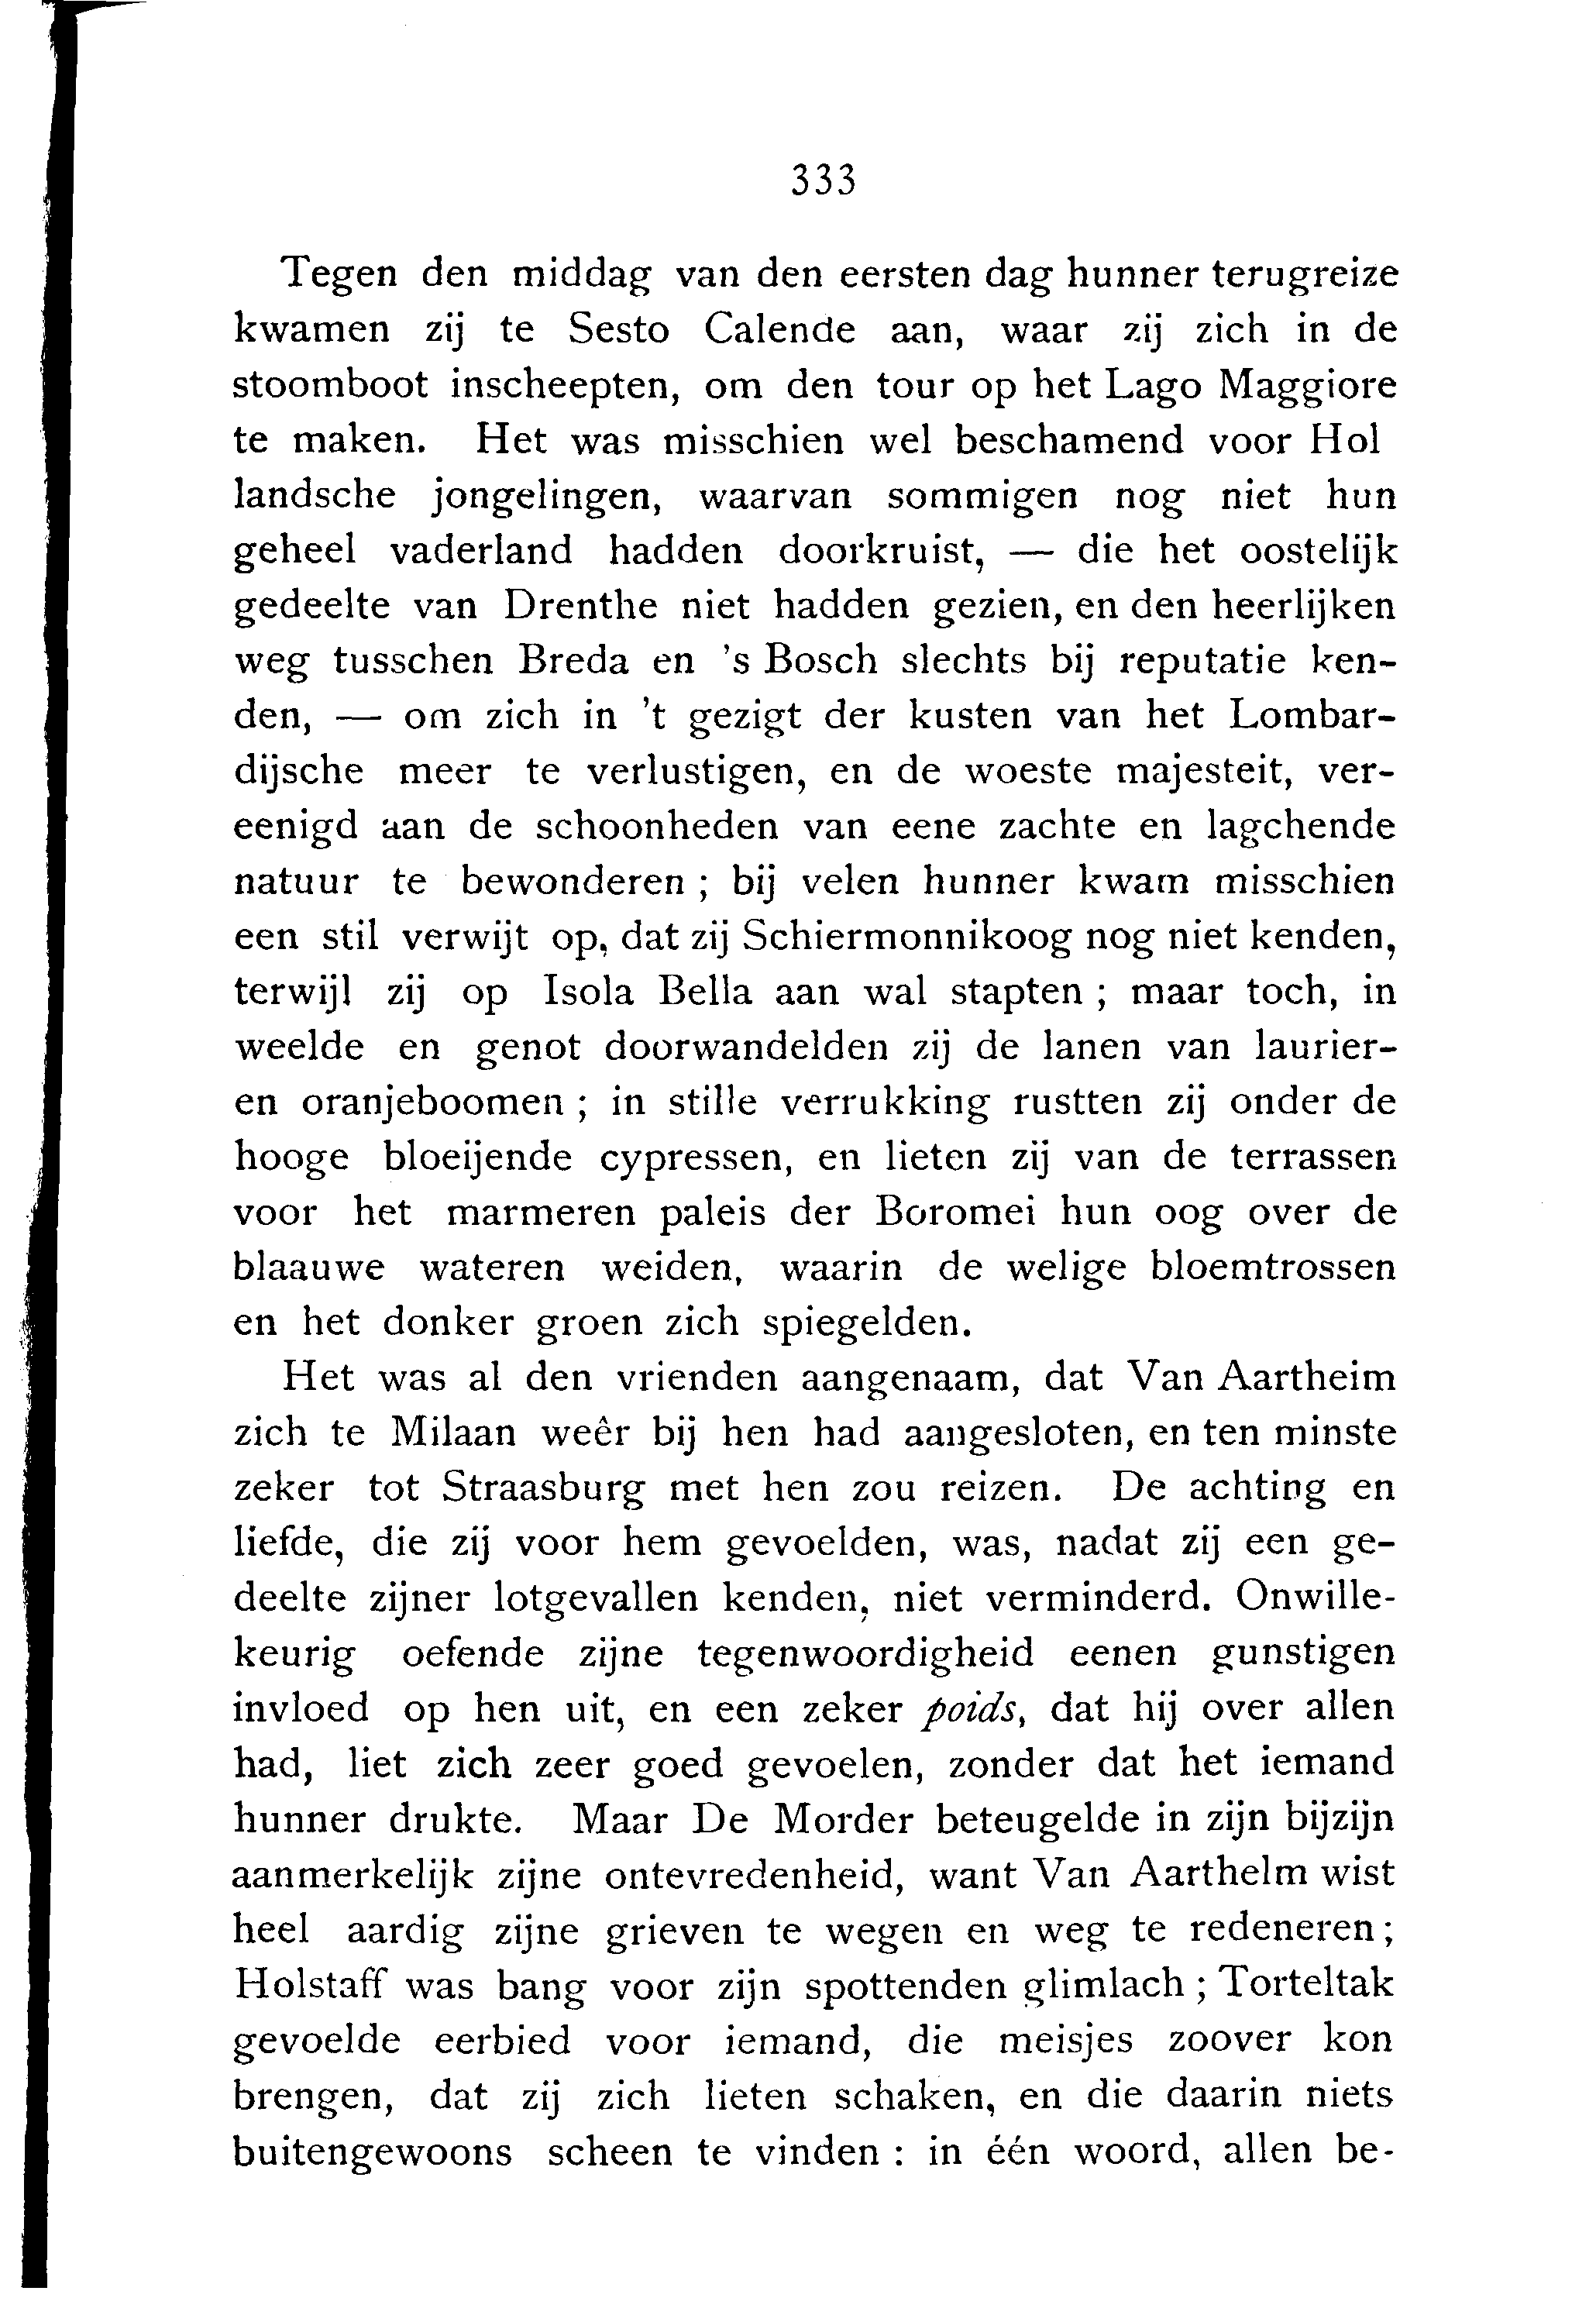 333
Tegen den middag van den eersten dag hunner terugreize
kwamen zij te Sesto Calende aan, waar zij zich in de
stoomboot inscheepten, om den tour op het Lago Maggiore
te maken. Het was misschien wel beschamend voor Hol
landsche jongelingen, waarvan sommigen nog niet hun
geheel vaderland hadden doorkruist, — die het oostelijk
gedeelte van Drenthe niet hadden gezien, en den heerlijken
weg tusschen Breda en 's Bosch slechts bij reputatie ken-
den, — om zich in 't gezigt der kusten van het Lombar-
dijsche meer te verlustigen, en de woeste majesteit, ver-
eenigd aan de schoonheden van eene zachte en lagchende
natuur te bewonderen ; bij velen hunner kwam misschien
een stil verwijt op, dat zij Schiermonnikoog nog niet kenden,
terwijl zij op Isola Bella aan wal stapten ; maar toch, in
weelde en genot doorwandelden zij de lanen van laurier-
en oranjeboomen ; in stille verrukking rustten zij onder de
hooge bloeijende cypressen, en lieten zij van de terrassen
voor het marmeren paleis der Boromei hun oog over de
blaauwe wateren weiden, waarin de welige bloemtrossen
en het donker groen zich spiegelden.
Het was al den vrienden aangenaam, dat Van Aartheim
zich te Milaan weêr bij hen had aangesloten, en ten minste
zeker tot Straasburg met hen zou reizen. De achting en
liefde, die zij voor hem gevoelden, was, nadat zij een ge-
deelte zijner lotgevallen kenden, niet verminderd. Onwille-
keurig oefende zijne tegenwoordigheid eenen gunstigen
invloed op hen uit, en een zeker poids, dat hij over allen
had, liet zich zeer goed gevoelen, zonder dat het iemand
hunner drukte. Maar De Morder beteugelde in zijn bijzijn
aanmerkelijk zijne ontevredenheid, want Van Aarthelm wist
heel aardig zijne grieven te wegen en weg te redeneren ;
Holstaff was bang voor zijn spottenden glimlach ; Torteltak
gevoelde eerbied voor iemand, die meisjes zoover kon
brengen, dat zij zich lieten schaken, en die daarin niets
buitengewoons scheen te vinden : in één woord, allen be-